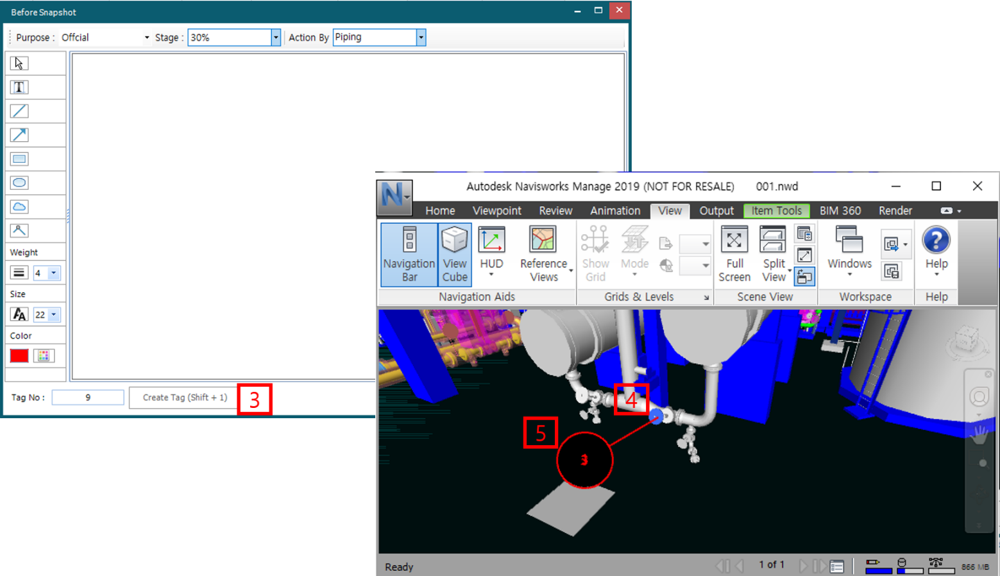 Before Snapshot
Purpose : Offcial Stage : 30% Action By Piping
T
Weight
4
Size
AA 22
Color
Tag No : 9 Create Tag (Shift + 1) 3
N Autodesk Navisworks Manage 2019 (NOT FOR RESALE) 001.nwd
Home Viewpoint Review Animation View Output Item Tools BIM 360 Render
Navigation Bar View Cube HUD Reference Views Show Grid Mode Full Screen Split View Windows ? Help
Navigation Aids Grids & Levels Scene View Workspace Help
4
5
3
Ready 1 of 1 866 MB